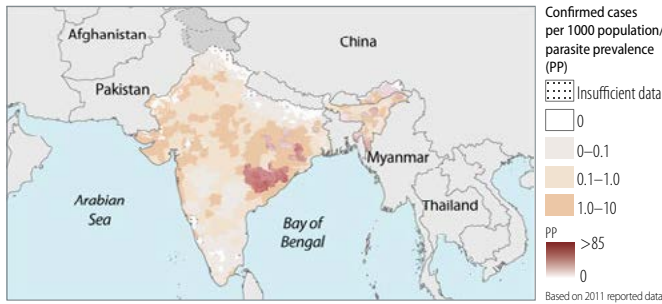 Afghanistan
China
Pakistan
Myanmar
Thailand
Arabian
Sea
Bay of
Bengal
Confirmed cases
per 1000 population/
parasite prevalence
(PP)
Insufficient data
0
0–0.1
0.1–1.0
1.0–10
PP
>85
0
Based on 2011 reported data